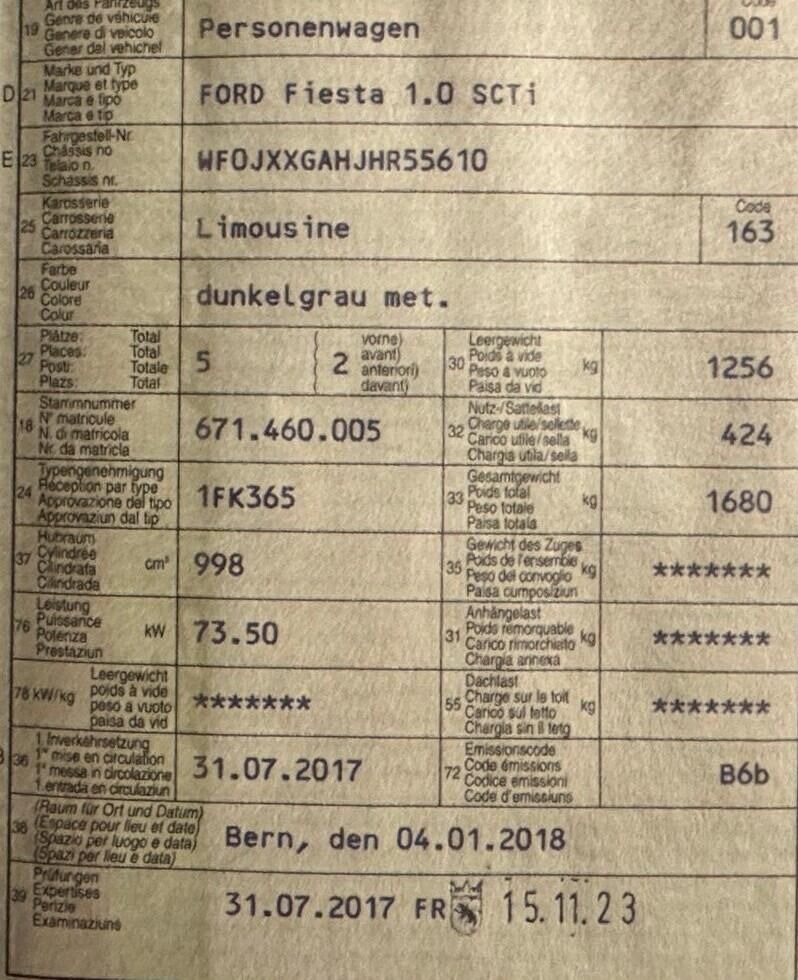 Art des Fahrzeugs
19 Genre de véhicule
Genere di veicolo
Gener dal vehichel
Personenwagen
Code
001
D 21 Marke und Typ
Marque et type
Marca e tipo
Marca e tip
FORD Fiesta 1.0 SCTi
E 23 Fahrgestell-Nr.
Châssis no
Telaio n.
Schassis nr.
WF0JXXGAHJHR55610
25 Karosserie
Carrosserie
Carrozzeria
Carossaria
Limousine
Code
163
26 Farbe
Couleur
Colore
Colur
dunkelgrau met.
27 Plätze: Total
Places: Total
Posti: Totale
Plazs: Total
5
2
vorne)
avant)
anteriori)
davant)
30 Leergewicht
Poids à vide
Peso a vuoto
Paisa da vid
kg
1256
18 Stammnummer
N° matricule
N. di matricola
Nr. da matricla
671.460.005
32 Nutz-/Sattellast
Charge utile/sellette
Carico utile/sella
Chargia utila/sella
kg
424
24 Typengenehmigung
Réception par type
Approvazione del tipo
Approvaziun dal tip
1FK365
33 Gesamtgewicht
Poids total
Peso totale
Paisa totala
kg
1680
37 Hubraum
Cylindrée
Cilindrata
Cilindrada
cm³
998
35 Gewicht des Zuges
Poids de l'ensemble
Peso del convoglio
Paisa cumposiziun
kg
*******
76 Leistung
Puissance
Potenza
Prestaziun
kW
73.50
31 Anhängelast
Poids remorquable
Carico rimorchiato
Chargia annexa
kg
*******
78 kW/kg
Leergewicht
poids à vide
peso a vuoto
paisa da vid
*******
55 Dachlast
Charge sur le toit
Carico sul tetto
Chargia sin il tetg
kg
*******
36 1. Inverkehrsetzung
1re mise en circulation
1a messa in circolazione
1. entrada en circulaziun
31.07.2017
72 Emissionscode
Code émissions
Codice emissioni
Code d'emissiuns
B6b
38 (Raum für Ort und Datum)
(Espace pour lieu et date)
(Spazio per luogo e data)
(Spazi per lieu e data)
Bern, den 04.01.2018
39 Prüfungen
Expertises
Perizie
Examinaziuns
31.07.2017 FR 15.11.23